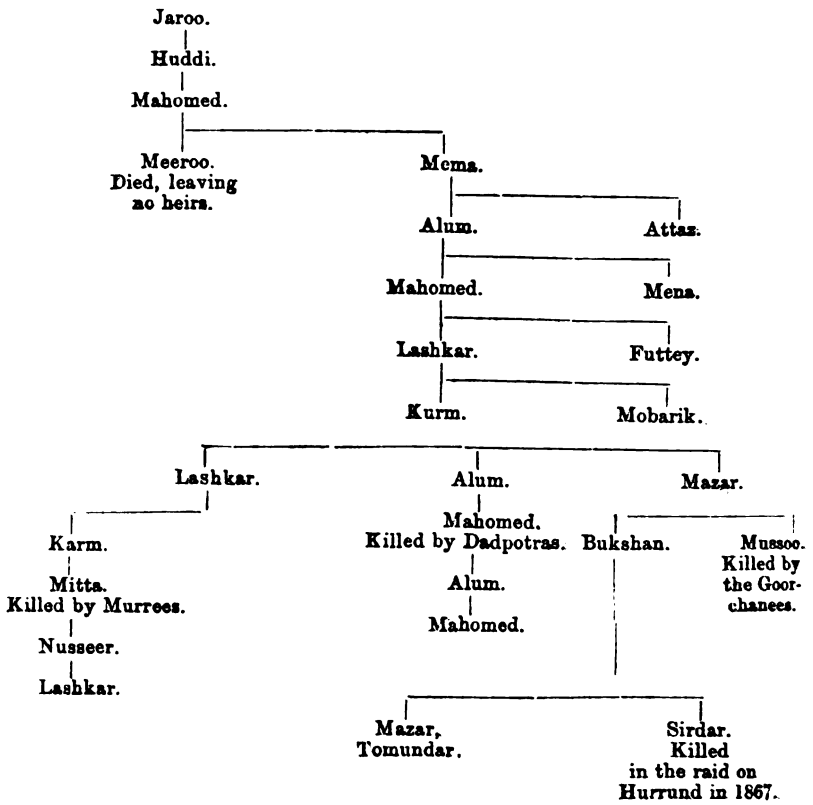 Jaroo.
Huddi.
Mahomed.
Meeroo.
Died, leaving
no heirs.
Mema.
Alum.
Attaz.
Mahomed.
Mena.
Lashkar.
Futtey.
Kurm.
Mobarik.
Lashkar.
Alum.
Mazar.
Karm.
Mitta.
Killed by Murrees.
Nusseer.
Lashkar.
Mahomed.
Killed by Dadpotras.
Alum.
Mahomed.
Bukshan.
Mussoo.
Killed by
the Goor-
chanees.
Mazar,
Tomundar.
Sirdar.
Killed
in the raid on
Hurrund in 1867.